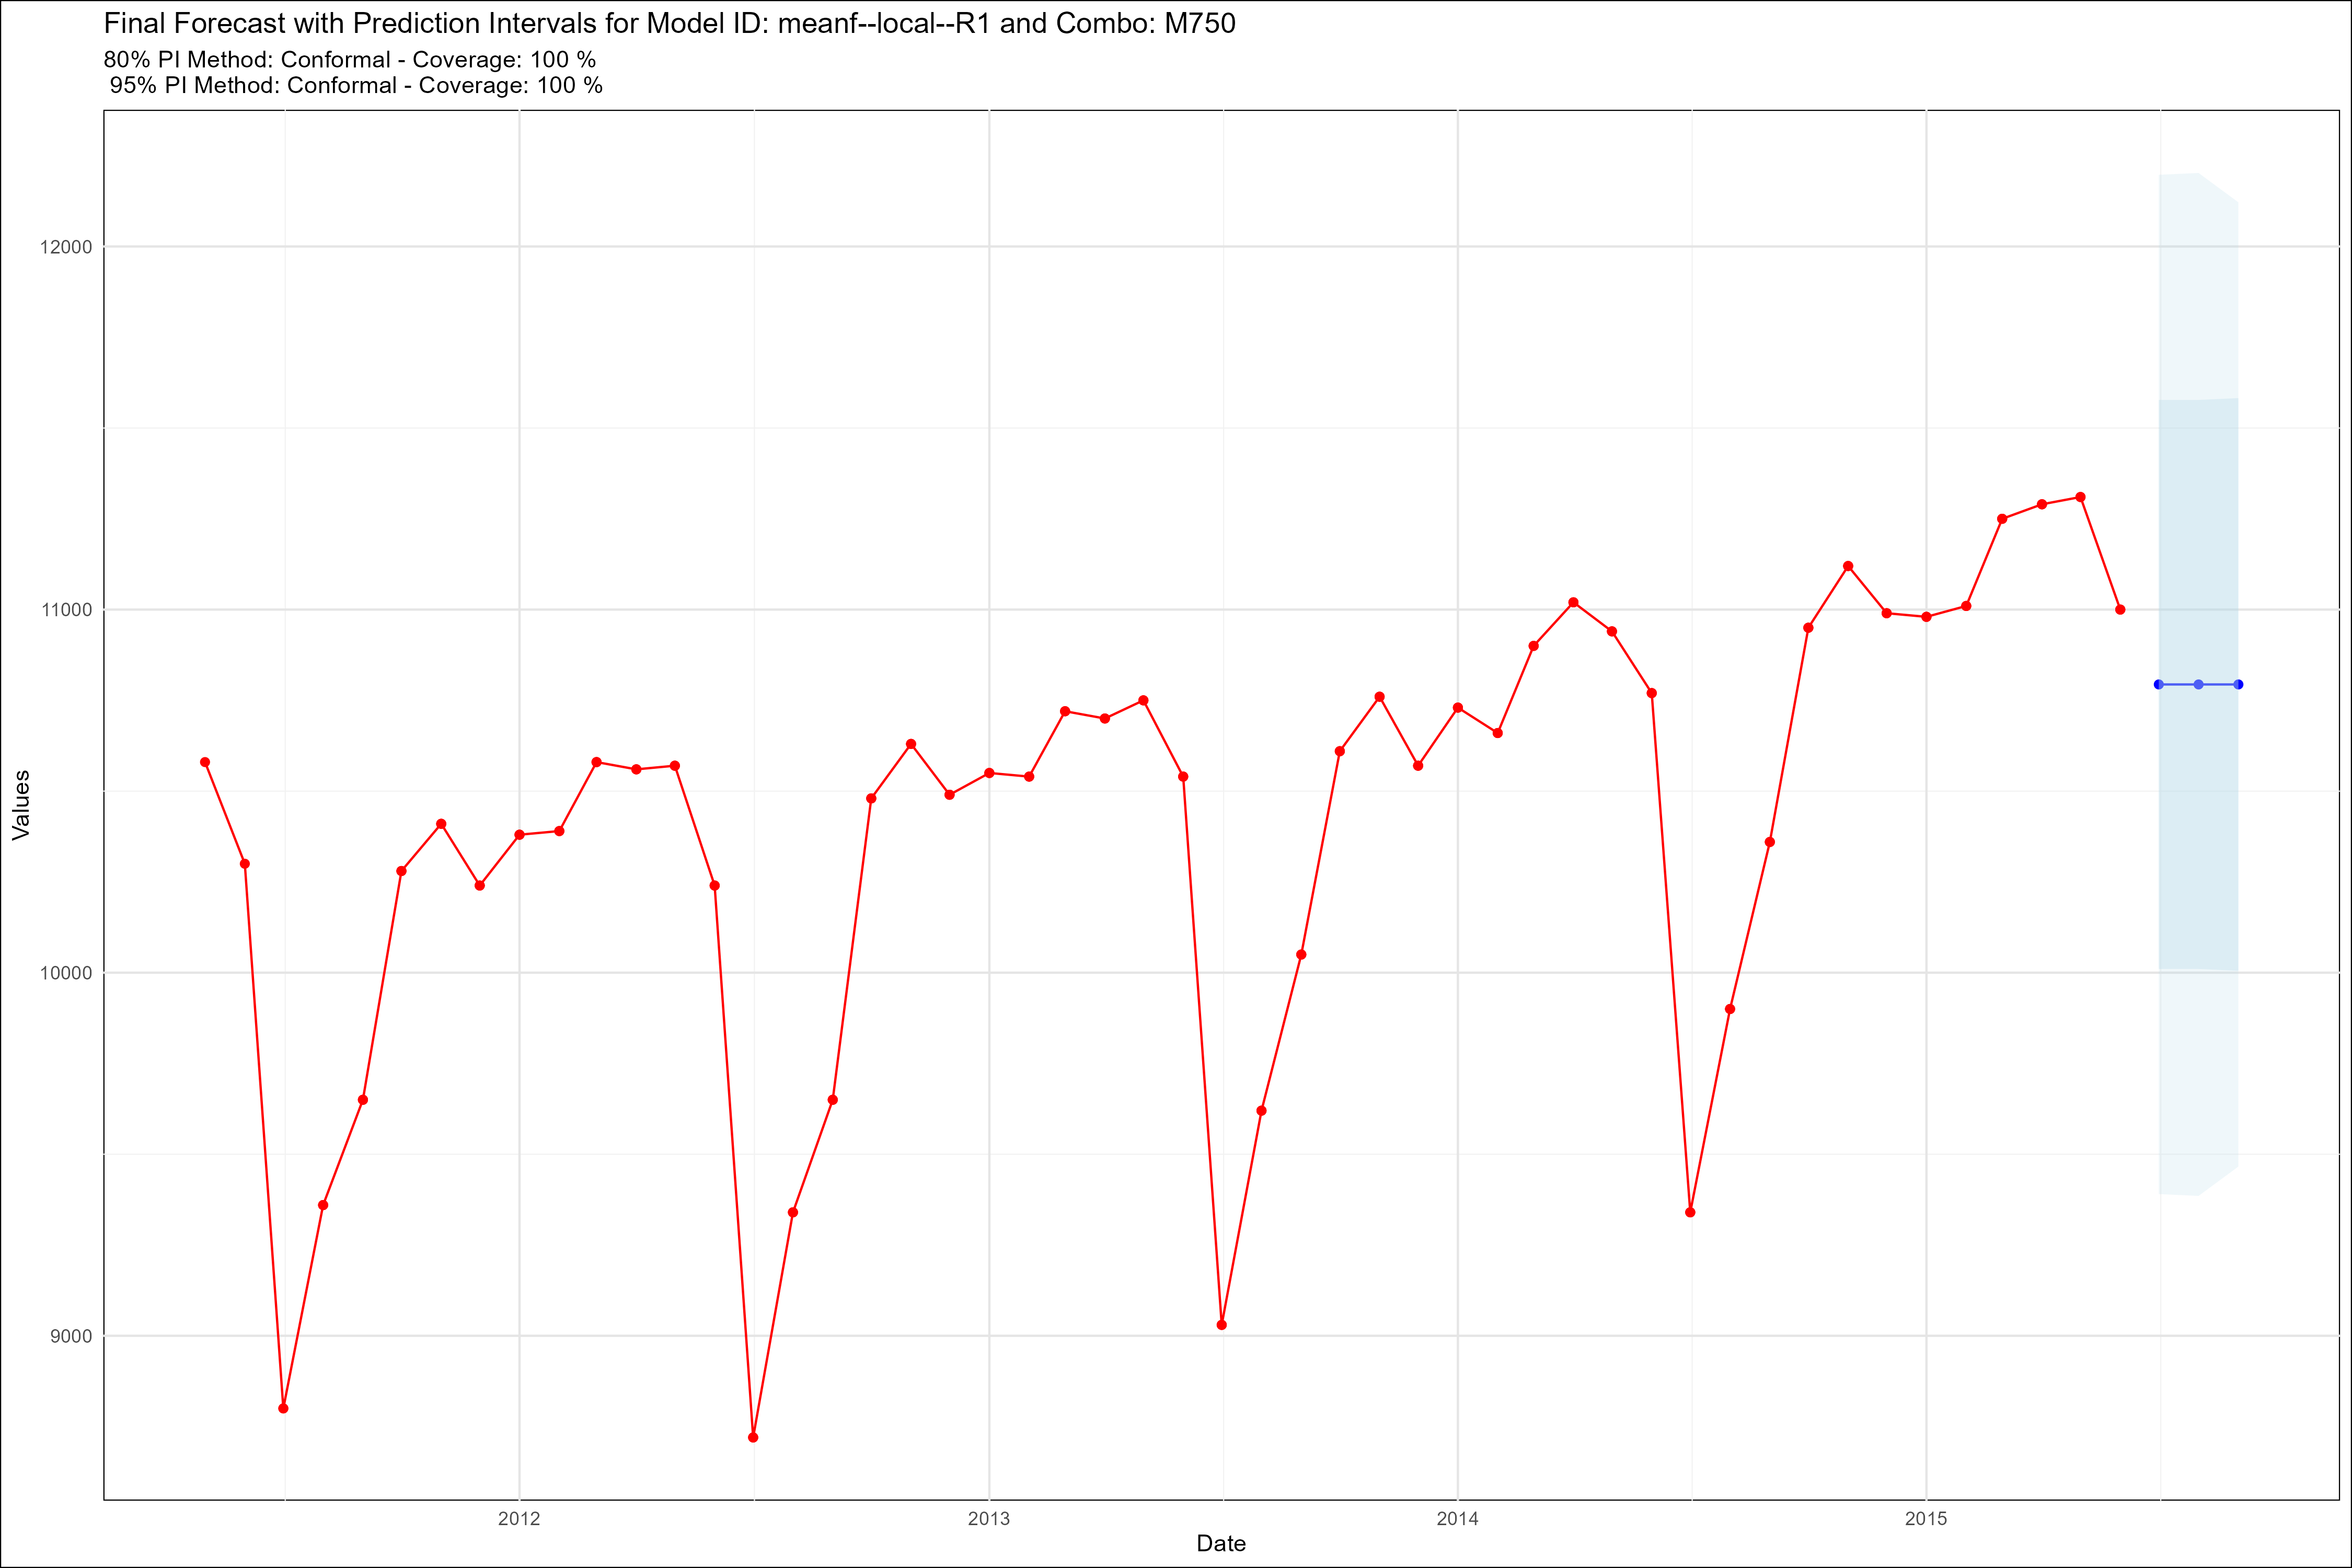 Final Forecast with Prediction Intervals for Model ID: meanf--local--R1 and Combo: M750
80% PI Method: Conformal - Coverage: 100 %
95% PI Method: Conformal - Coverage: 100 %
12000
11000
10000
9000
Values
2012 2013 2014 2015
Date